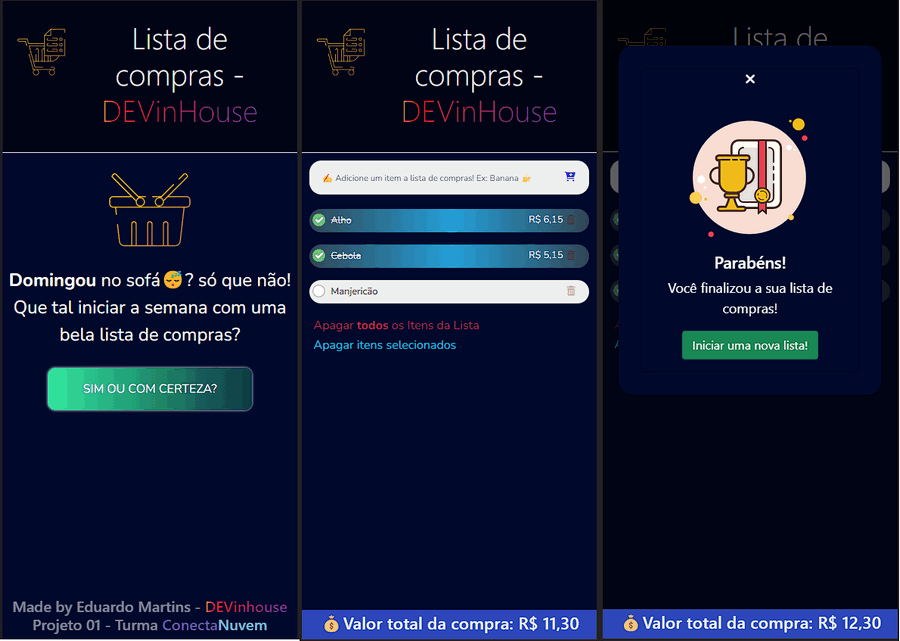 Lista de
compras -
DEVinHouse
Domingou no sofá😴? só que não!
Que tal iniciar a semana com uma
bela lista de compras?
SIM OU COM CERTEZA?
Made by Eduardo Martins - DEVinhouse
Projeto 01 - Turma ConectaNuvem
Lista de
compras -
DEVinHouse
✍ Adicione um item a lista de compras! Ex: Banana 👉
Alho R$ 6,15
Cebola R$ 5,15
Manjericão
Apagar todos os Itens da Lista
Apagar itens selecionados
💰 Valor total da compra: R$ 11,30
Lista de
×
Parabéns!
Você finalizou a sua lista de
compras!
Iniciar uma nova lista!
💰 Valor total da compra: R$ 12,30